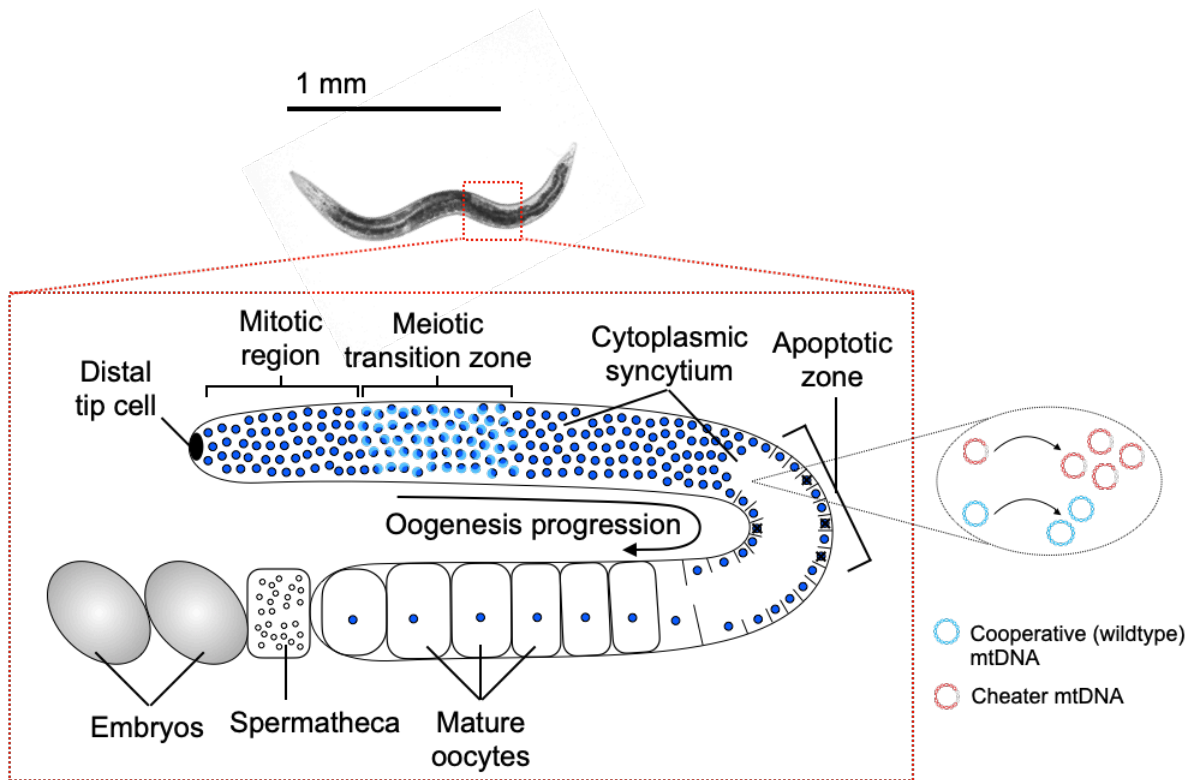 1 mm
Mitotic
region
Meiotic
transition zone
Cytoplasmic
syncytium
Apoptotic
zone
Distal
tip cell
Oogenesis progression
Embryos
Spermatheca
Mature
oocytes
Cooperative (wildtype)
mtDNA
Cheater mtDNA